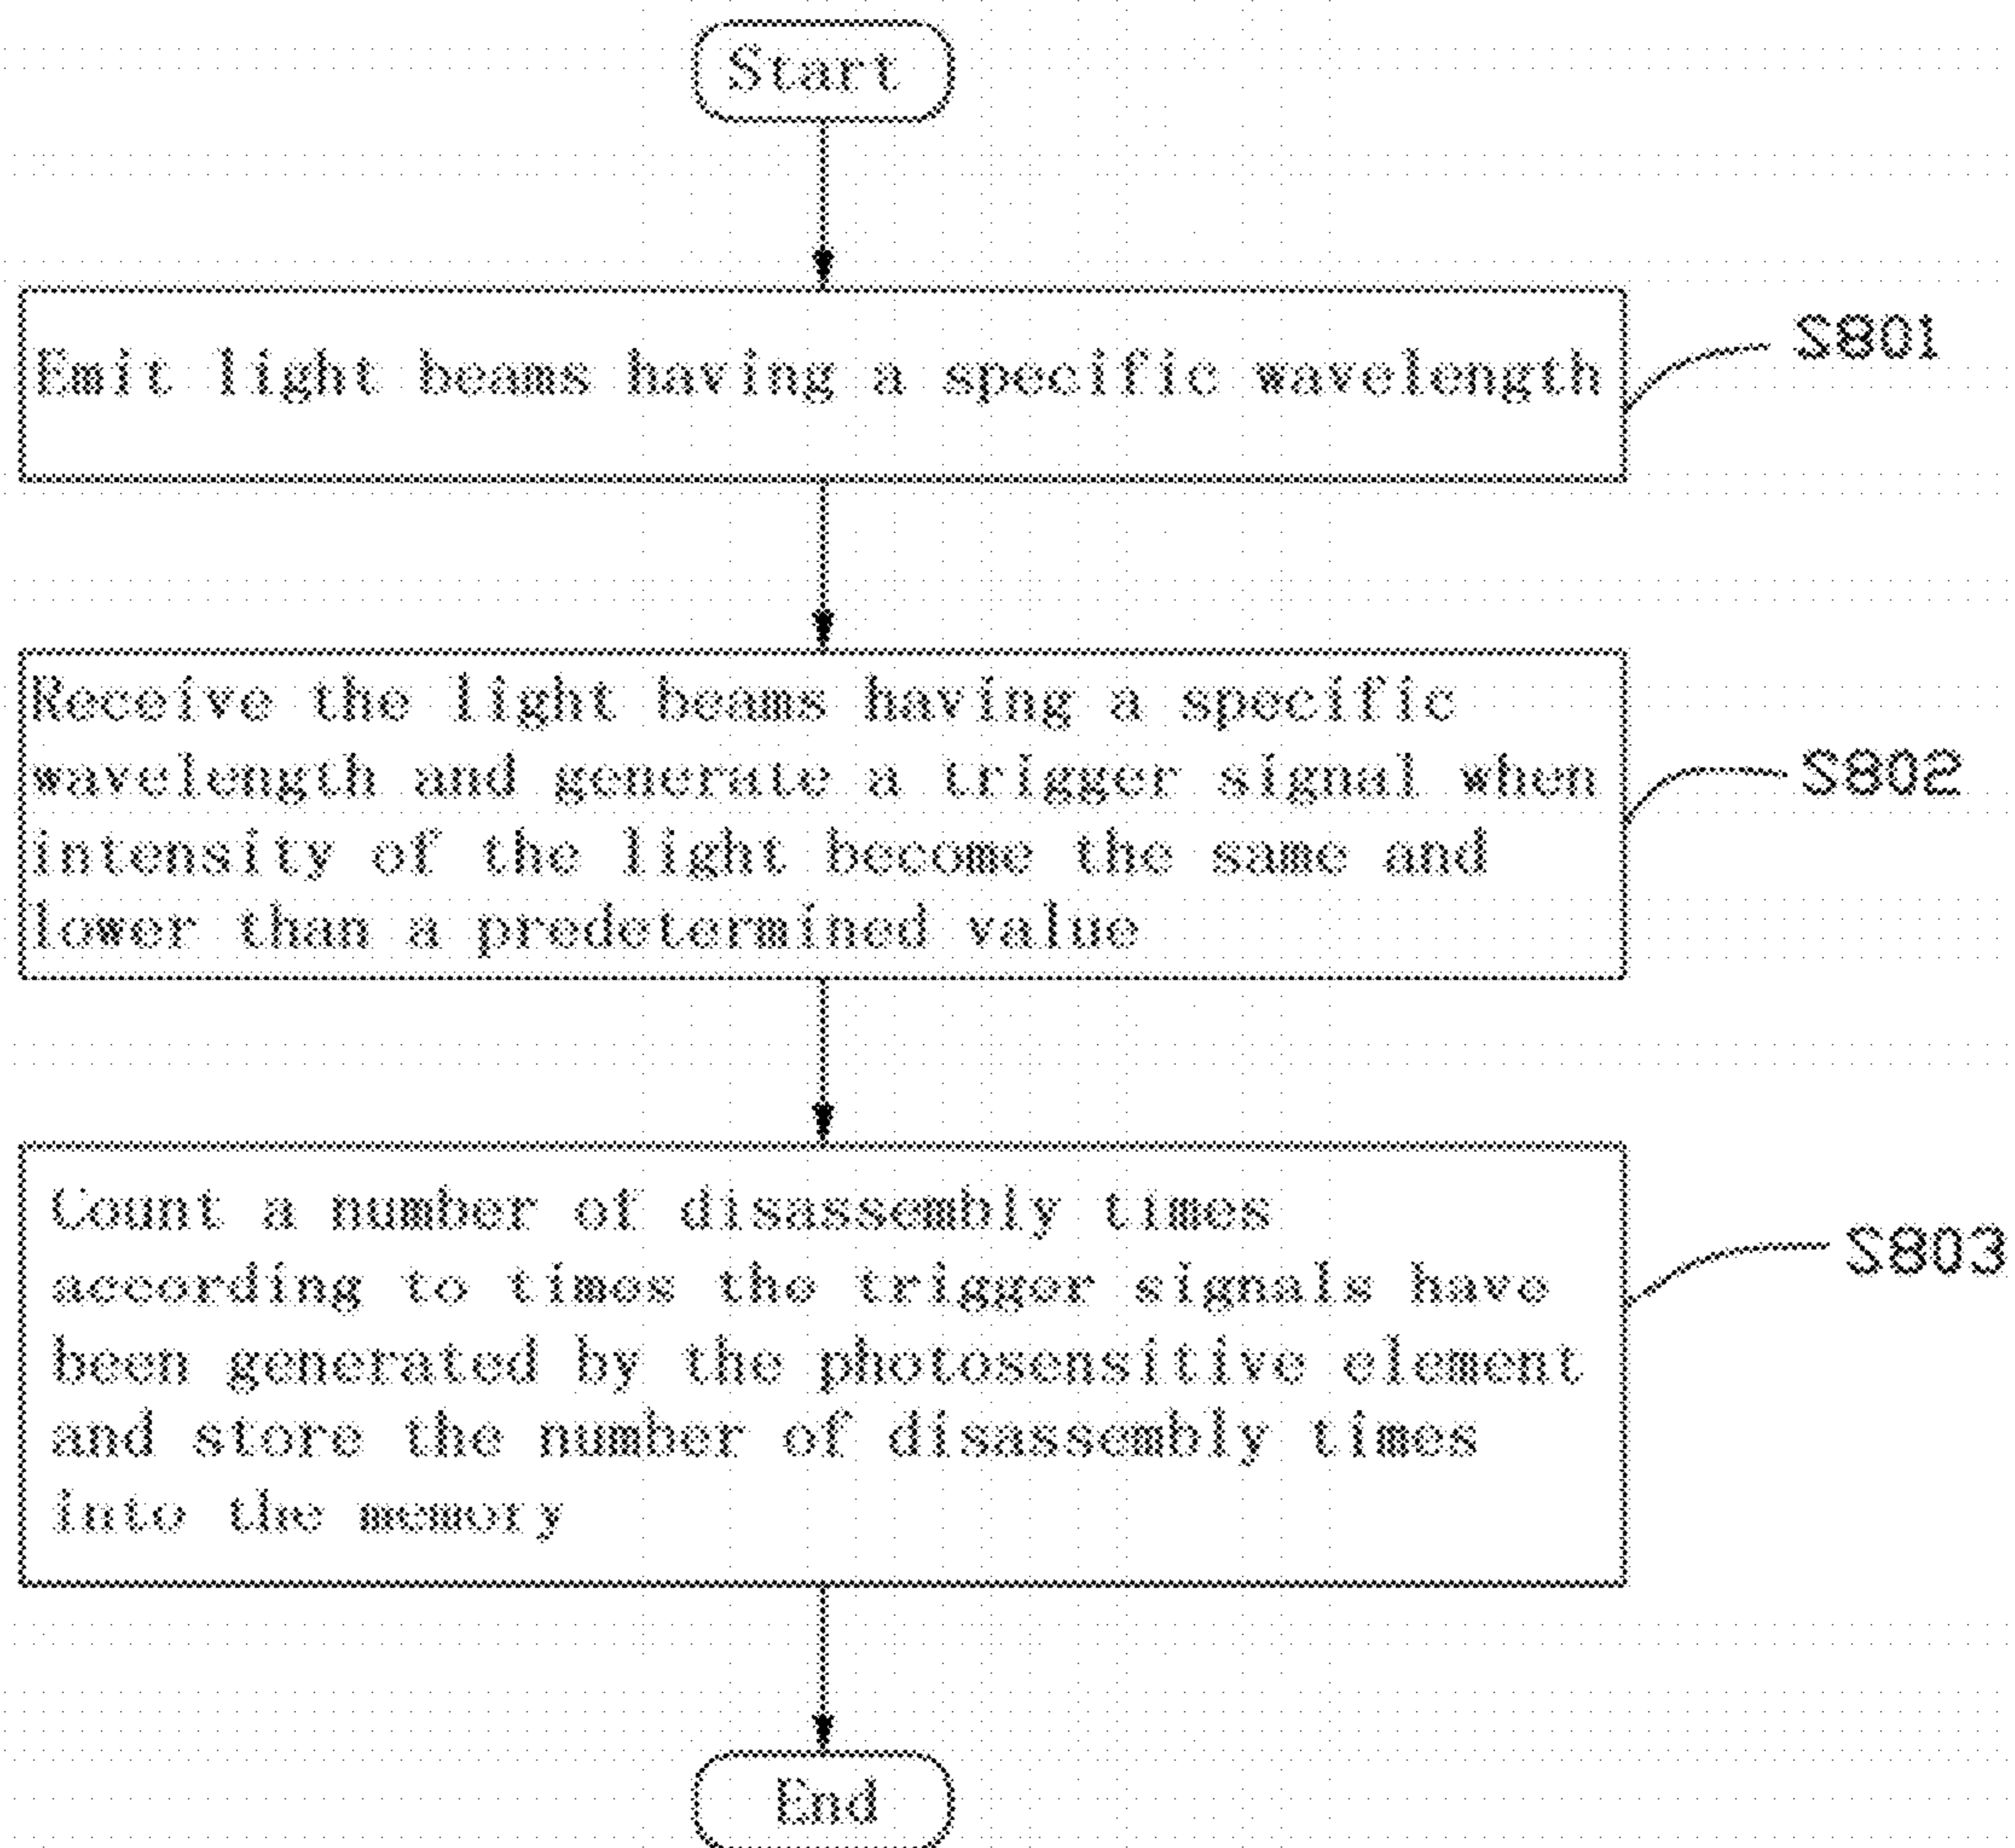 Start
Emit light beams having a specific wavelength
S801
Receive the light beams having a specific
wavelength and generate a trigger signal when
intensity of the light become the same and
lower than a predetermined value
S802
Count a number of disassembly times
according to times the trigger signals have
been generated by the photosensitive element
and store the number of disassembly times
into the memory
S803
End